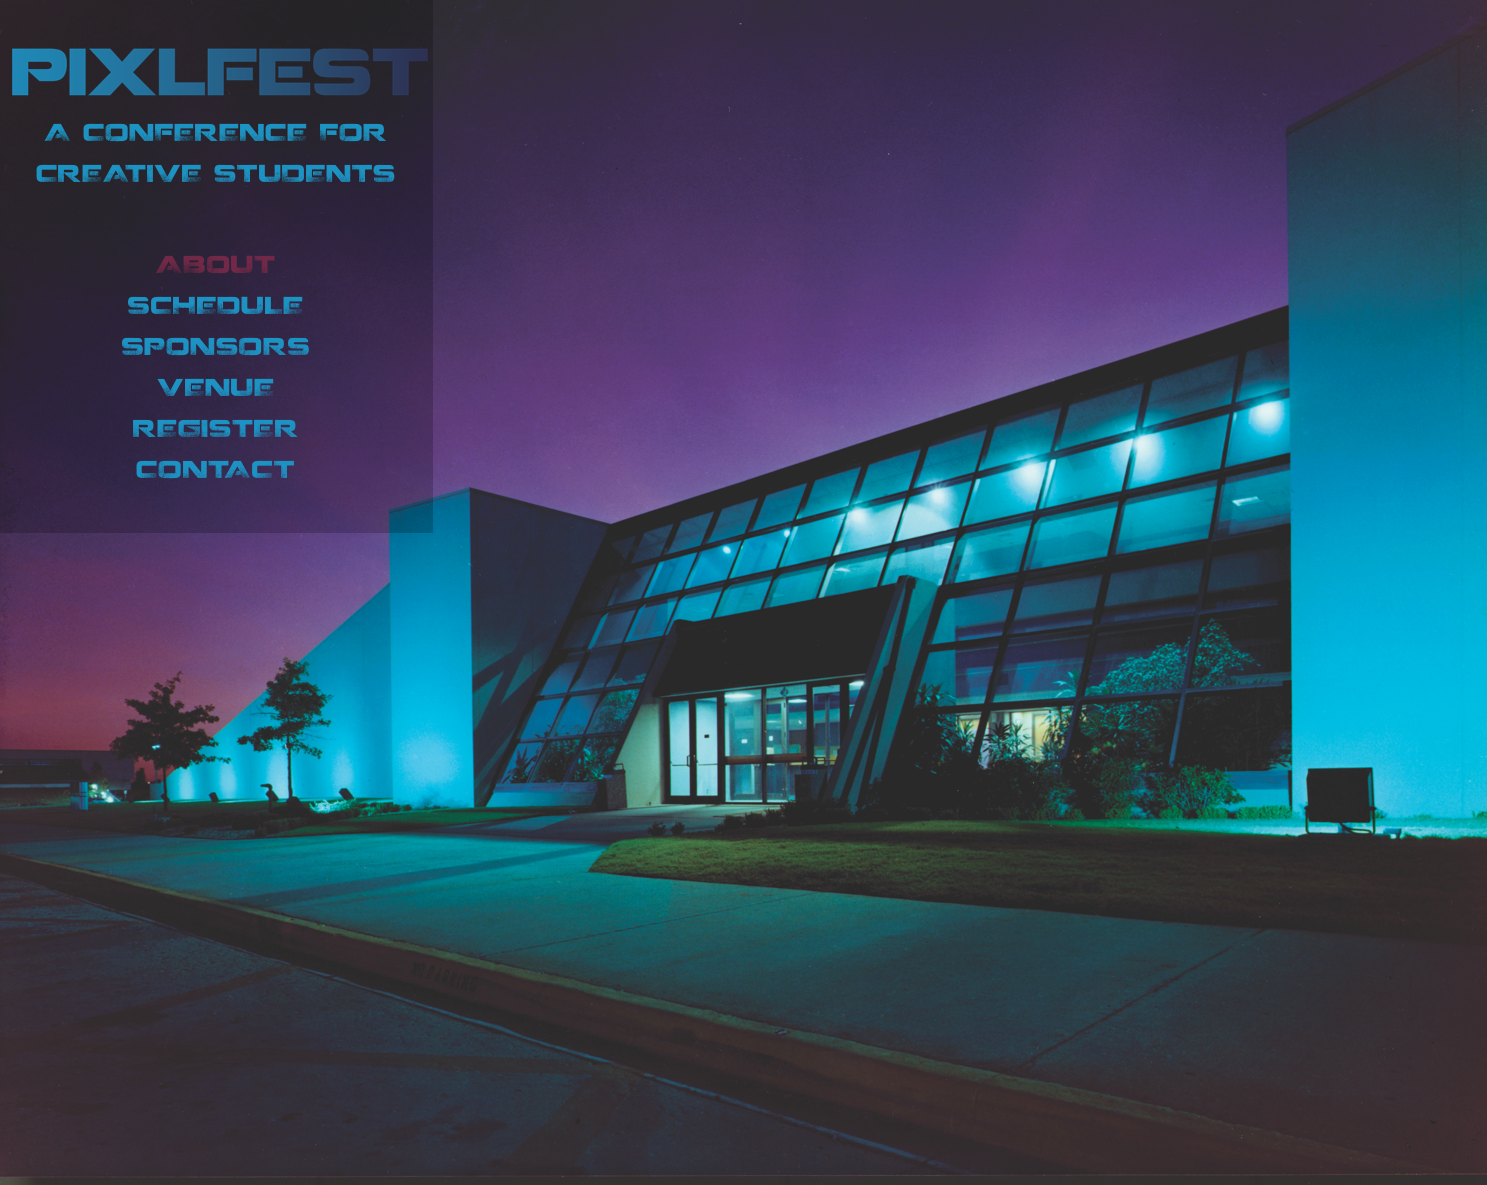 PIXLFEST
A CONFERENCE FOR
CREATIVE STUDENTS
ABOUT
SCHEDULE
SPONSORS
VENUE
REGISTER
CONTACT